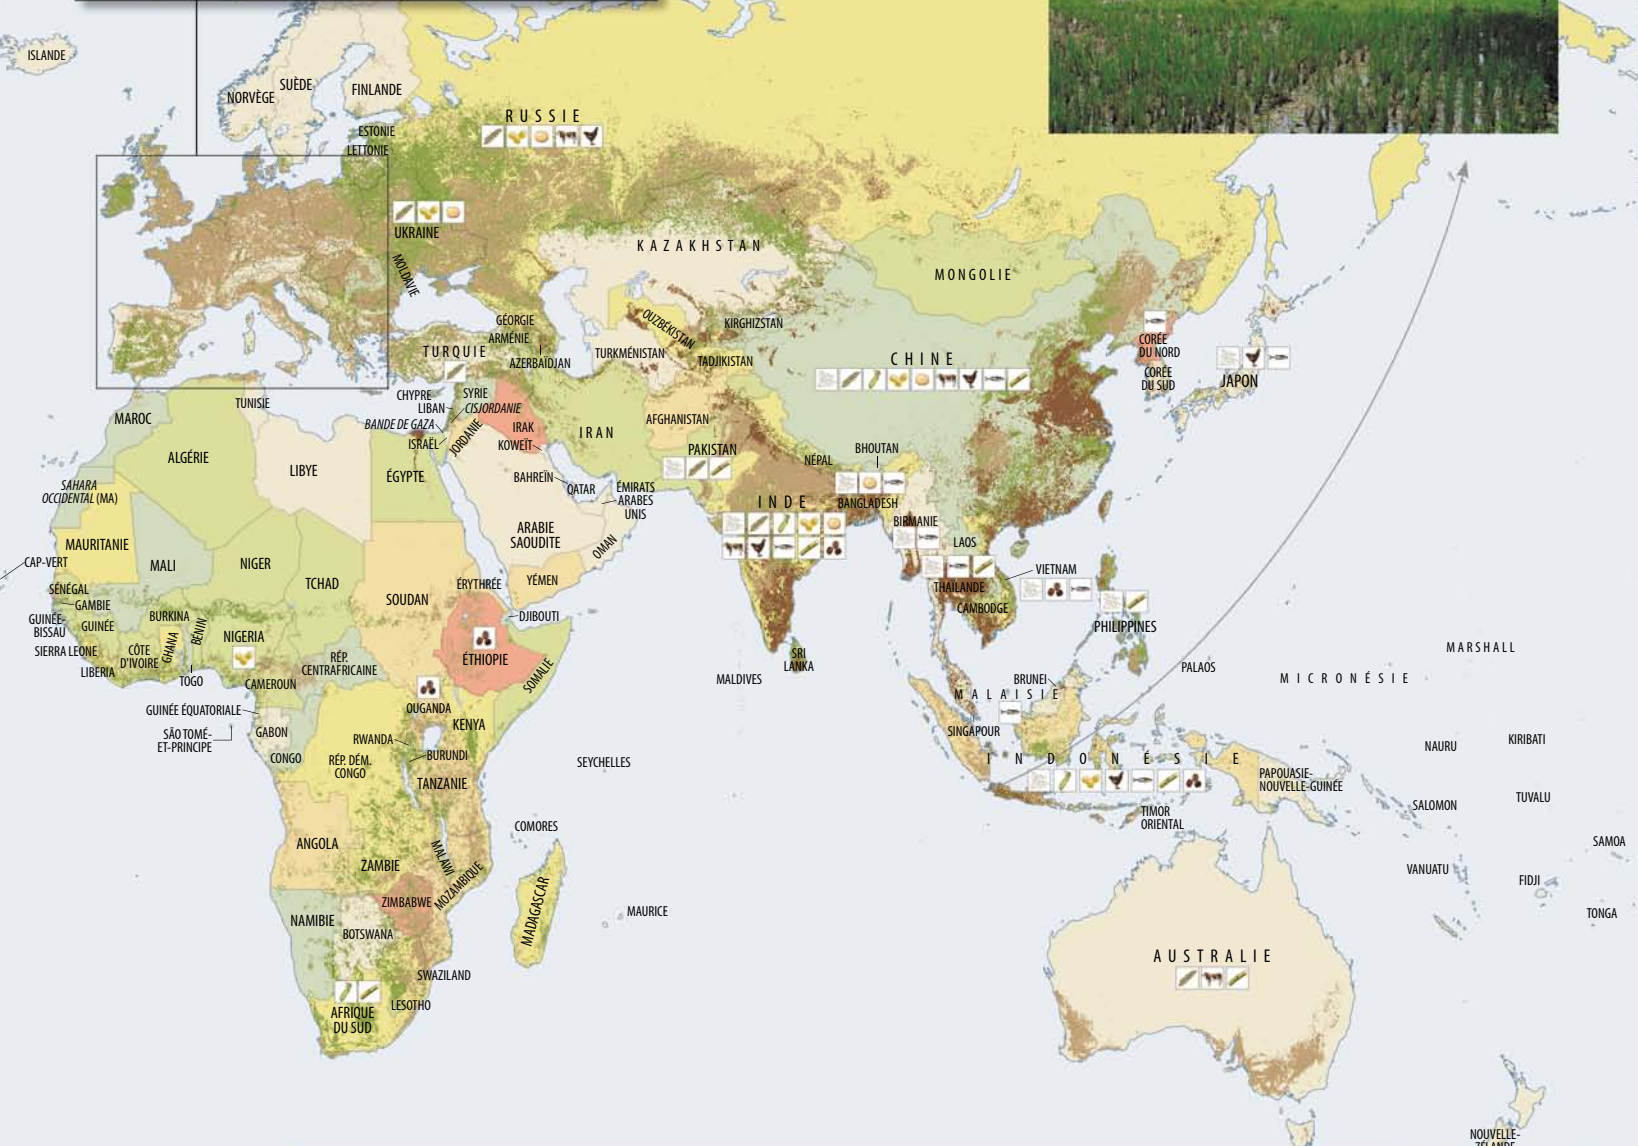 ISLANDE
NORVÈGE
SUÈDE
FINLANDE
ESTONIE
LETTONIE
RUSSIE
UKRAINE
MOLDAVIE
KAZAKHSTAN
MONGOLIE
GÉORGIE
ARMÉNIE
AZERBAÏDJAN
TURQUIE
OUZBÉKISTAN
KIRGHIZSTAN
TURKMÉNISTAN
TADJIKISTAN
CHINE
CORÉE
DU NORD
CORÉE
DU SUD
JAPON
CHYPRE
SYRIE
LIBAN
CISJORDANIE
BANDE DE GAZA
ISRAËL
JORDANIE
IRAK
KOWEÏT
IRAN
AFGHANISTAN
PAKISTAN
NÉPAL
BHOUTAN
TUNISIE
MAROC
ALGÉRIE
LIBYE
ÉGYPTE
BAHREÏN
QATAR
ÉMIRATS
ARABES
UNIS
SAHARA
OCCIDENTAL (MA)
ARABIE
SAOUDITE
OMAN
INDE
BANGLADESH
BIRMANIE
LAOS
MAURITANIE
MALI
NIGER
TCHAD
SOUDAN
ÉRYTHRÉE
YÉMEN
DJIBOUTI
CAP-VERT
SÉNÉGAL
GAMBIE
GUINÉE-
BISSAU
GUINÉE
SIERRA LEONE
LIBERIA
CÔTE
D'IVOIRE
BURKINA
GHANA
TOGO
BÉNIN
NIGERIA
CAMEROUN
RÉP.
CENTRAFRICAINE
ÉTHIOPIE
SOMALIE
THAÏLANDE
VIETNAM
CAMBODGE
PHILIPPINES
SRI
LANKA
MALDIVES
BRUNEI
MALAISIE
SINGAPOUR
PALAOS
MICRONÉSIE
MARSHALL
GUINÉE ÉQUATORIALE
SÃO TOMÉ-
ET-PRINCIPE
GABON
CONGO
RÉP. DÉM.
CONGO
OUGANDA
KENYA
RWANDA
BURUNDI
TANZANIE
SEYCHELLES
INDONÉSIE
PAPOUASIE-
NOUVELLE-GUINÉE
TIMOR
ORIENTAL
NAURU
KIRIBATI
SALOMON
TUVALU
SAMOA
VANUATU
FIDJI
TONGA
COMORES
ANGOLA
ZAMBIE
MALAWI
MOZAMBIQUE
ZIMBABWE
MADAGASCAR
MAURICE
NAMIBIE
BOTSWANA
SWAZILAND
LESOTHO
AFRIQUE
DU SUD
AUSTRALIE
NOUVELLE-
ZÉLANDE